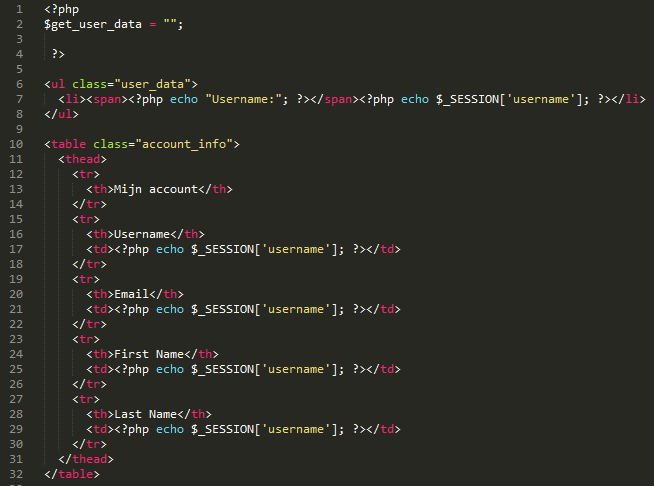 1 <?php
2 $get_user_data = "";
3
4  ?>
5
6 <ul class="user_data">
7   <li><span><?php echo "Username:"; ?></span><?php echo $_SESSION['username']; ?></li>
8 </ul>
9
10 <table class="account_info">
11   <thead>
12     <tr>
13       <th>Mijn account</th>
14     </tr>
15     <tr>
16       <th>Username</th>
17       <td><?php echo $_SESSION['username']; ?></td>
18     </tr>
19     <tr>
20       <th>Email</th>
21       <td><?php echo $_SESSION['username']; ?></td>
22     </tr>
23     <tr>
24       <th>First Name</th>
25       <td><?php echo $_SESSION['username']; ?></td>
26     </tr>
27     <tr>
28       <th>Last Name</th>
29       <td><?php echo $_SESSION['username']; ?></td>
30     </tr>
31   </thead>
32 </table>